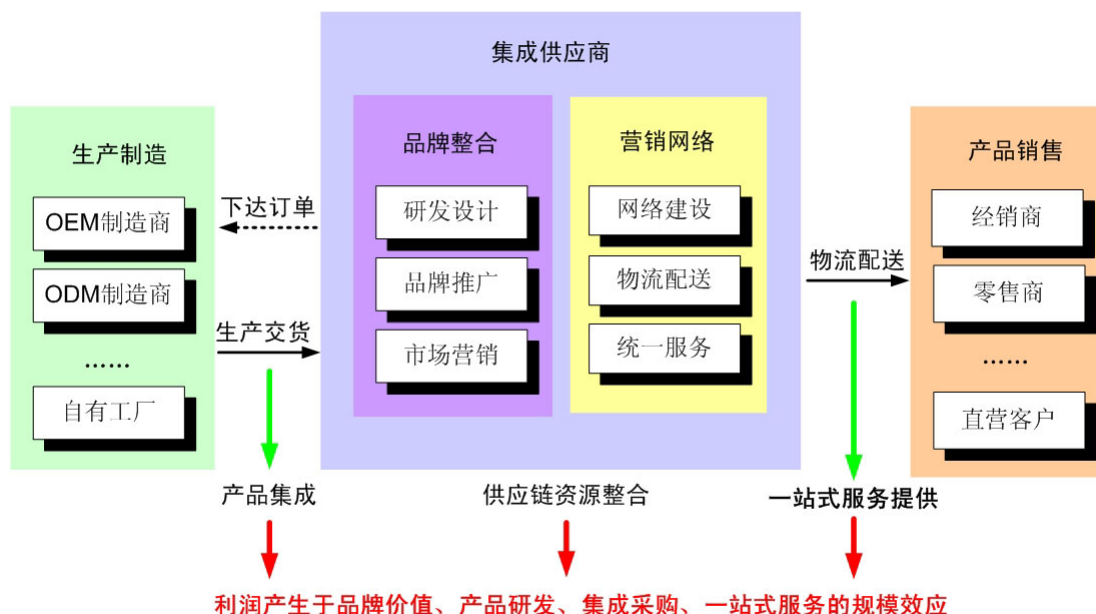 集成供应商
生产制造
OEM制造商
ODM制造商
......
自有工厂
下达订单
生产交货
品牌整合
研发设计
品牌推广
市场营销
营销网络
网络建设
物流配送
统一服务
物流配送
产品销售
经销商
零售商
......
直营客户
产品集成
供应链资源整合
一站式服务提供
利润产生于品牌价值、产品研发、集成采购、一站式服务的规模效应